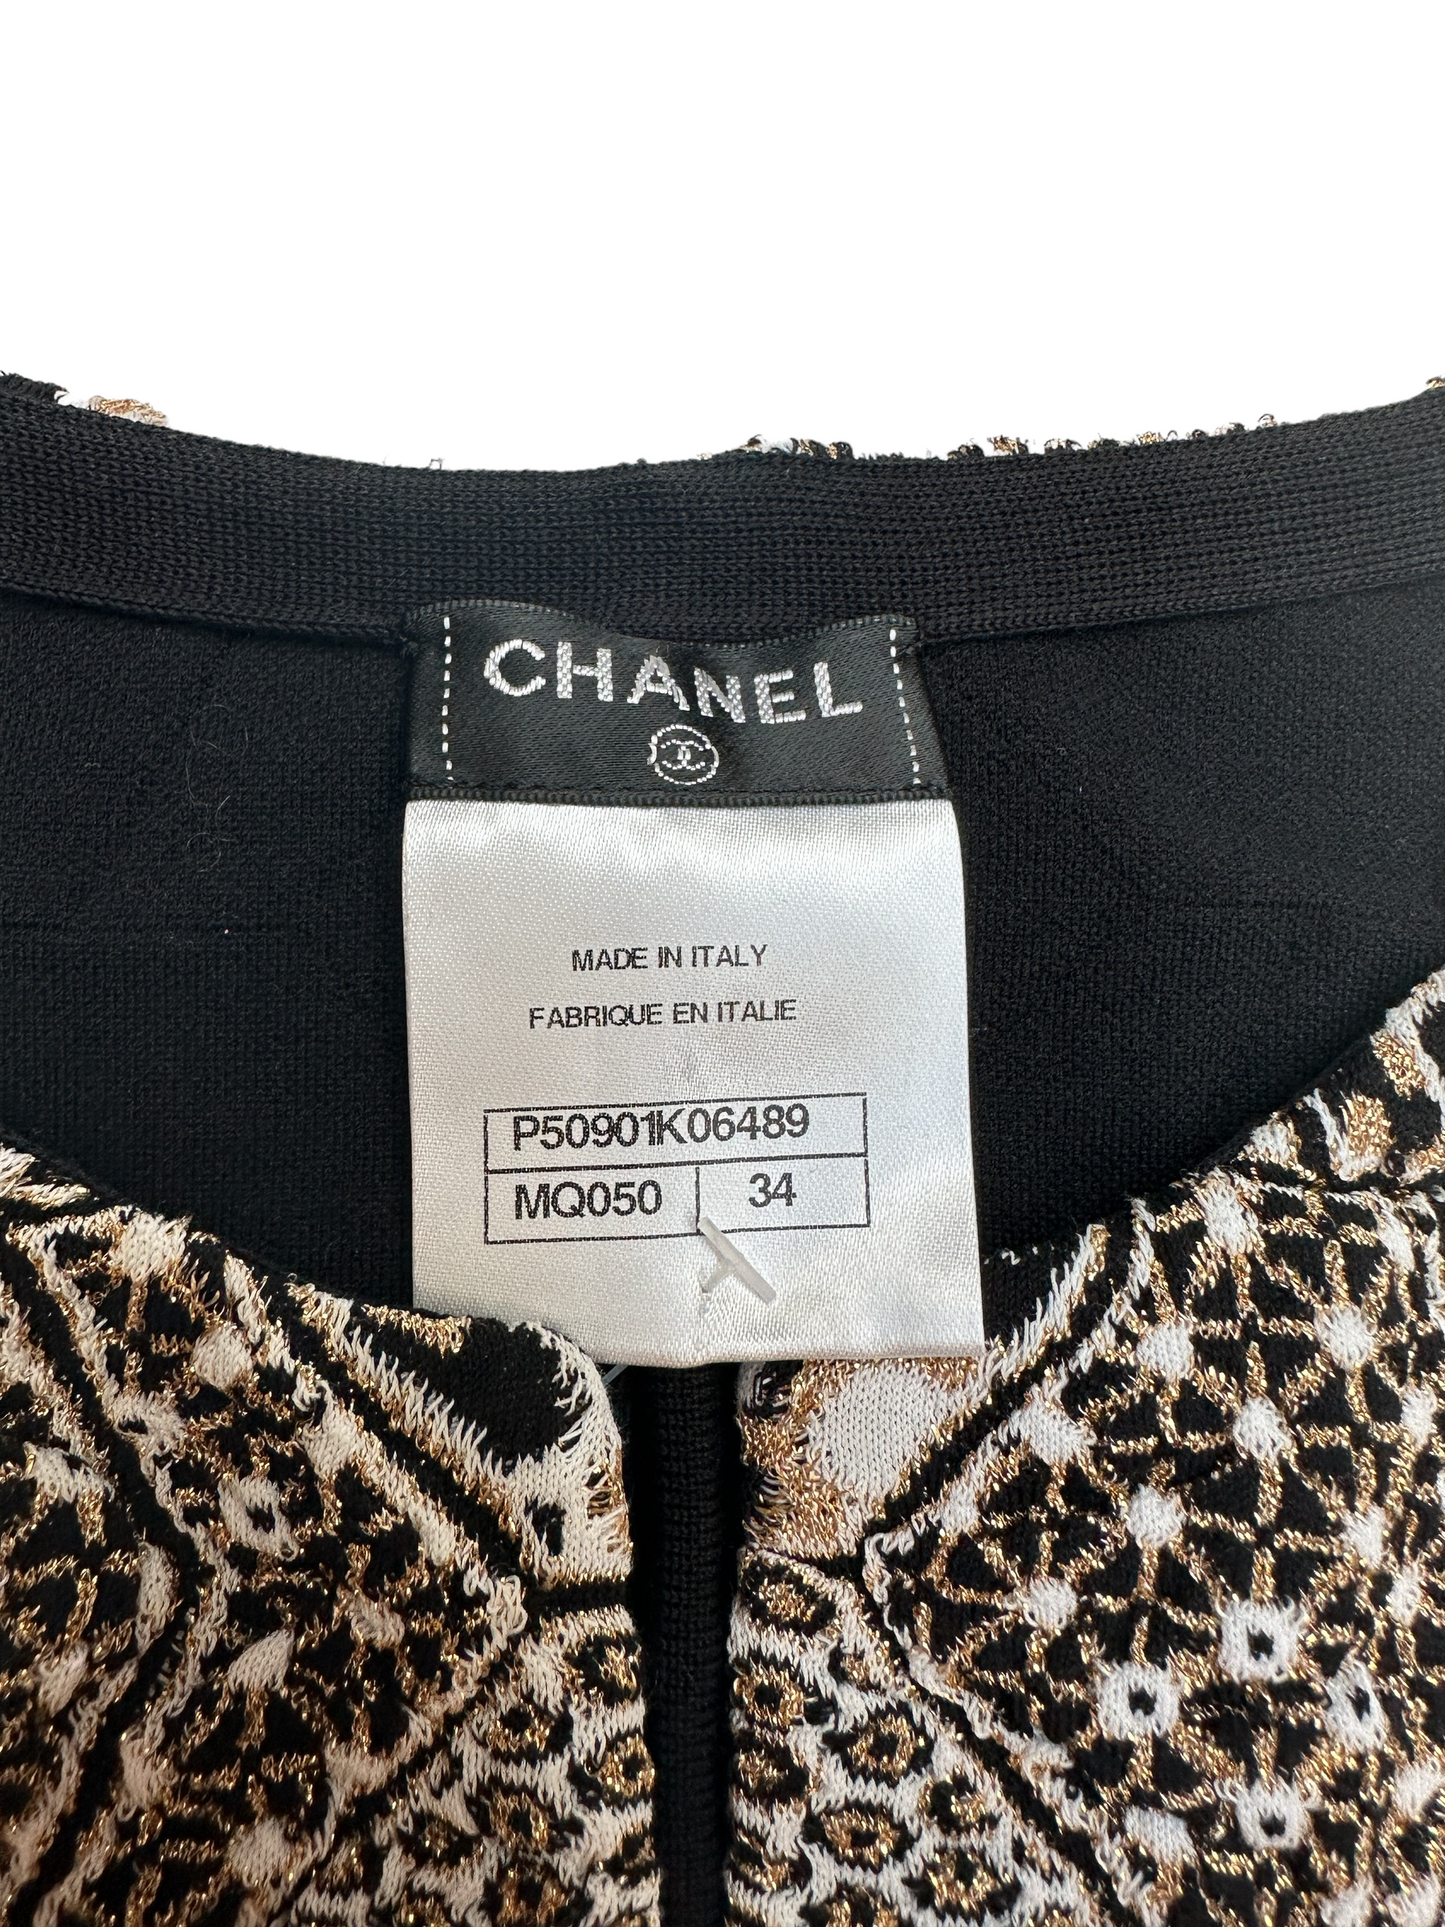 CHANEL
MADE IN ITALY
FABRIQUE EN ITALIE
P50901K06489
MQ050 34